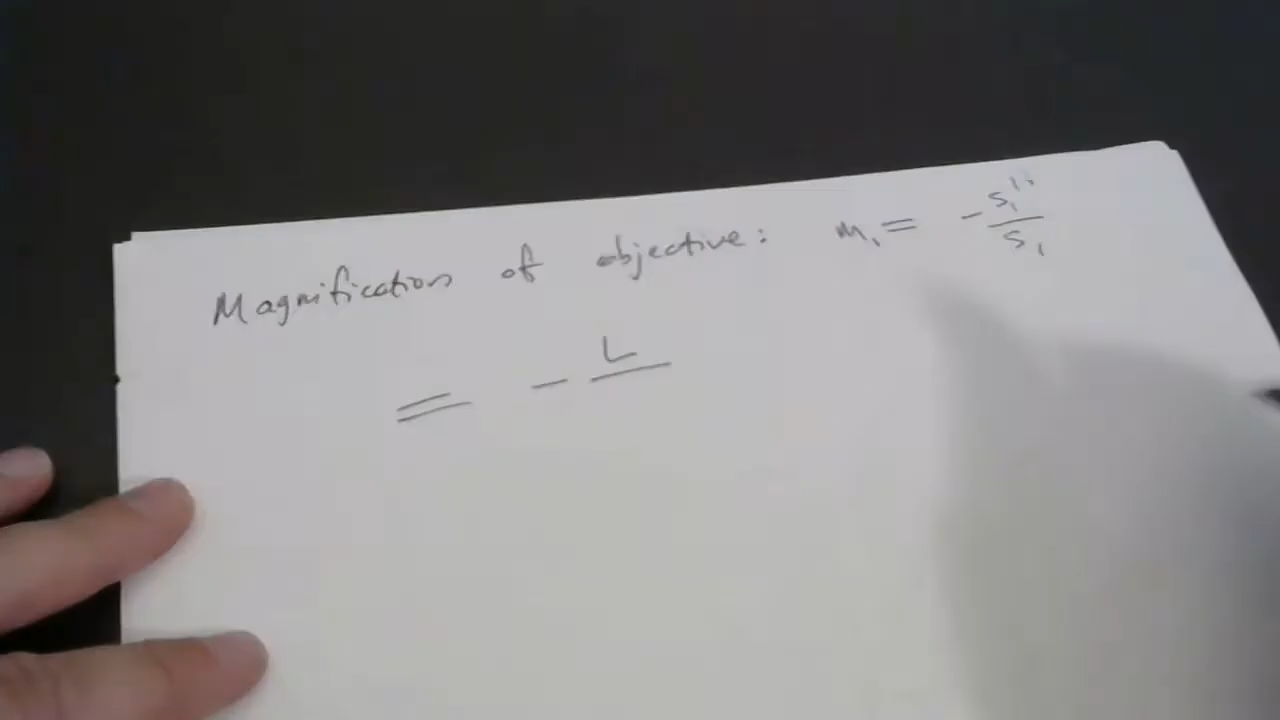 Magnification of objective: m₁ = - s₁'' / s₁
= - L /